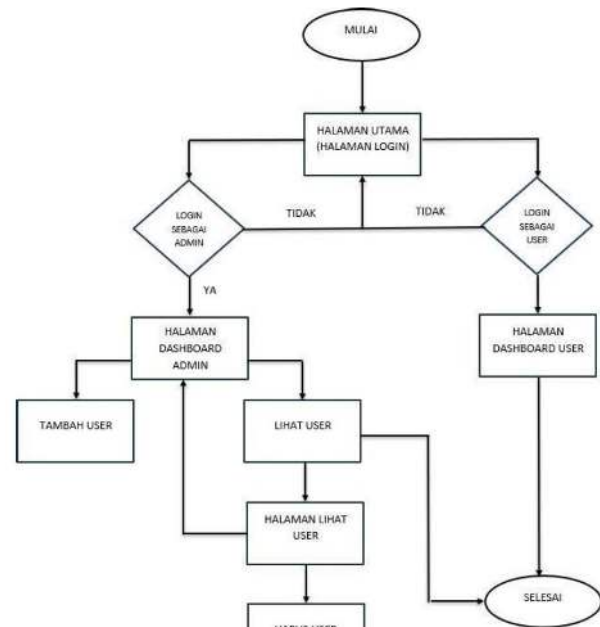 MULAI
HALAMAN UTAMA
(HALAMAN LOGIN)
LOGIN
SEBAGAI
ADMIN
TIDAK
TIDAK
LOGIN
SEBAGAI
USER
YA
HALAMAN
DASHBOARD
ADMIN
HALAMAN
DASHBOARD USER
TAMBAH USER
LIHAT USER
HALAMAN LIHAT
USER
SELESAI
USER